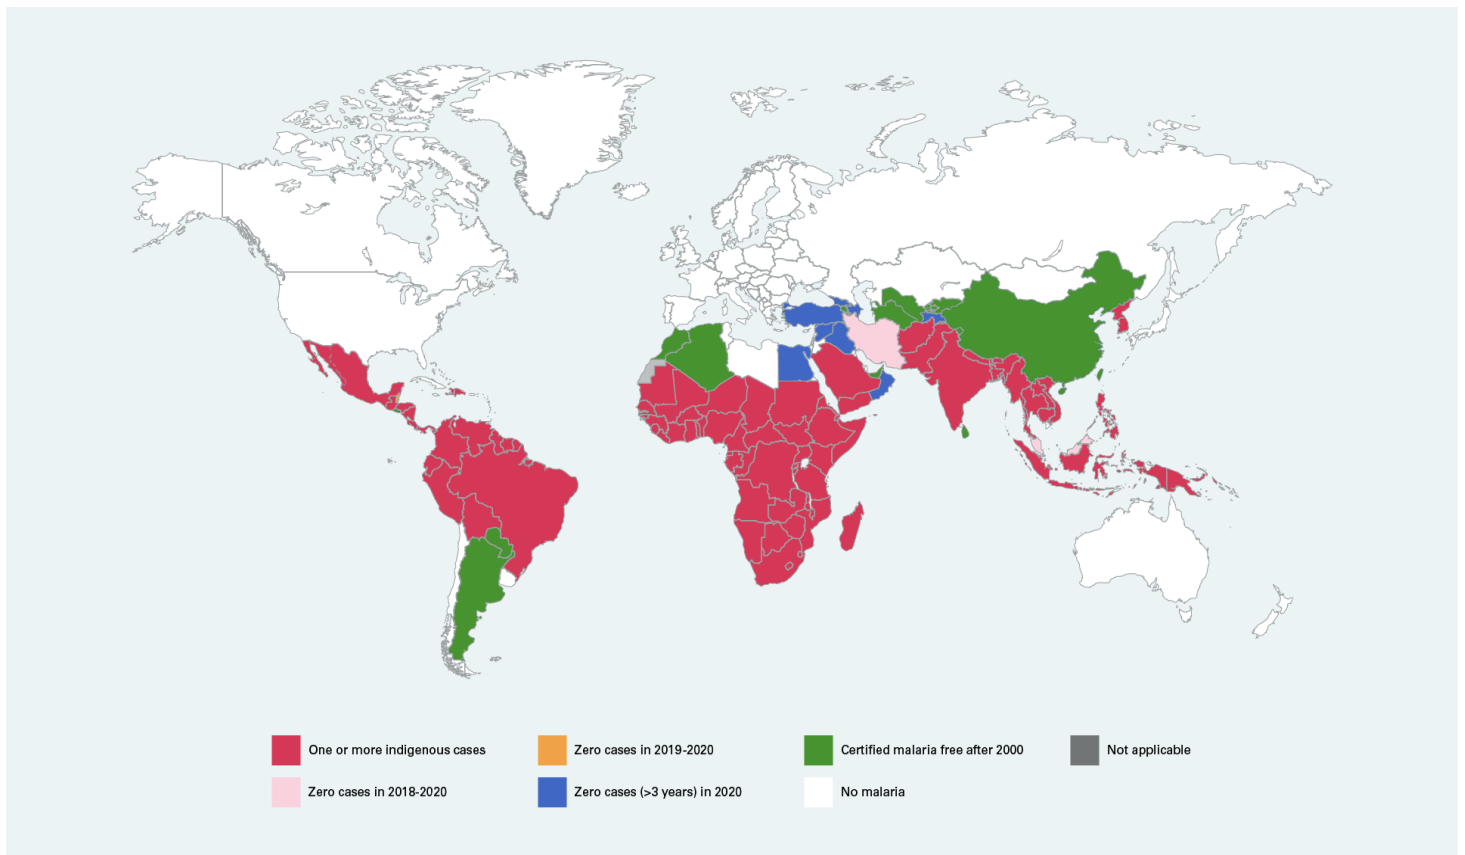 One or more indigenous cases
Zero cases in 2019-2020
Certified malaria free after 2000
Not applicable
Zero cases in 2018-2020
Zero cases (>3 years) in 2020
No malaria